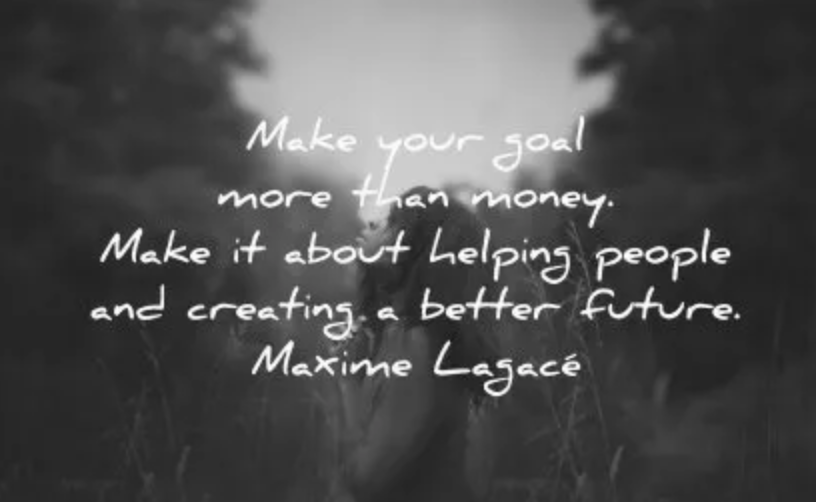 Make your goal
more than money.
Make it about helping people
and creating a better future.
Maxime Lagacé